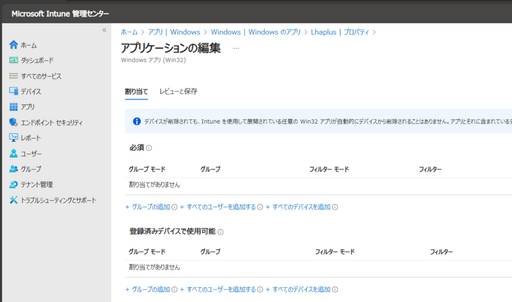 Microsoft Intune 管理センター
«
ホーム
ダッシュボード
すべてのサービス
デバイス
アプリ
エンドポイント セキュリティ
レポート
ユーザー
グループ
テナント管理
トラブルシューティングとサポート
ホーム > アプリ | Windows > Windows | Windows のアプリ > Lhaplus | プロパティ >
アプリケーションの編集 …
Windows アプリ (Win32)
割り当て レビューと保存
デバイスが削除されても、Intune を使用して展開されている任意の Win32 アプリが自動的にデバイスから削除されることはありません。アプリとそれに含まれている
必須
グループ モード グループ フィルター モード フィルター
割り当てがありません
+ グループの追加 + すべてのユーザーを追加する + すべてのデバイスを追加
登録済みデバイスで使用可能
グループ モード グループ フィルター モード フィルター
割り当てがありません
+ グループの追加 + すべてのユーザーを追加する + すべてのデバイスを追加